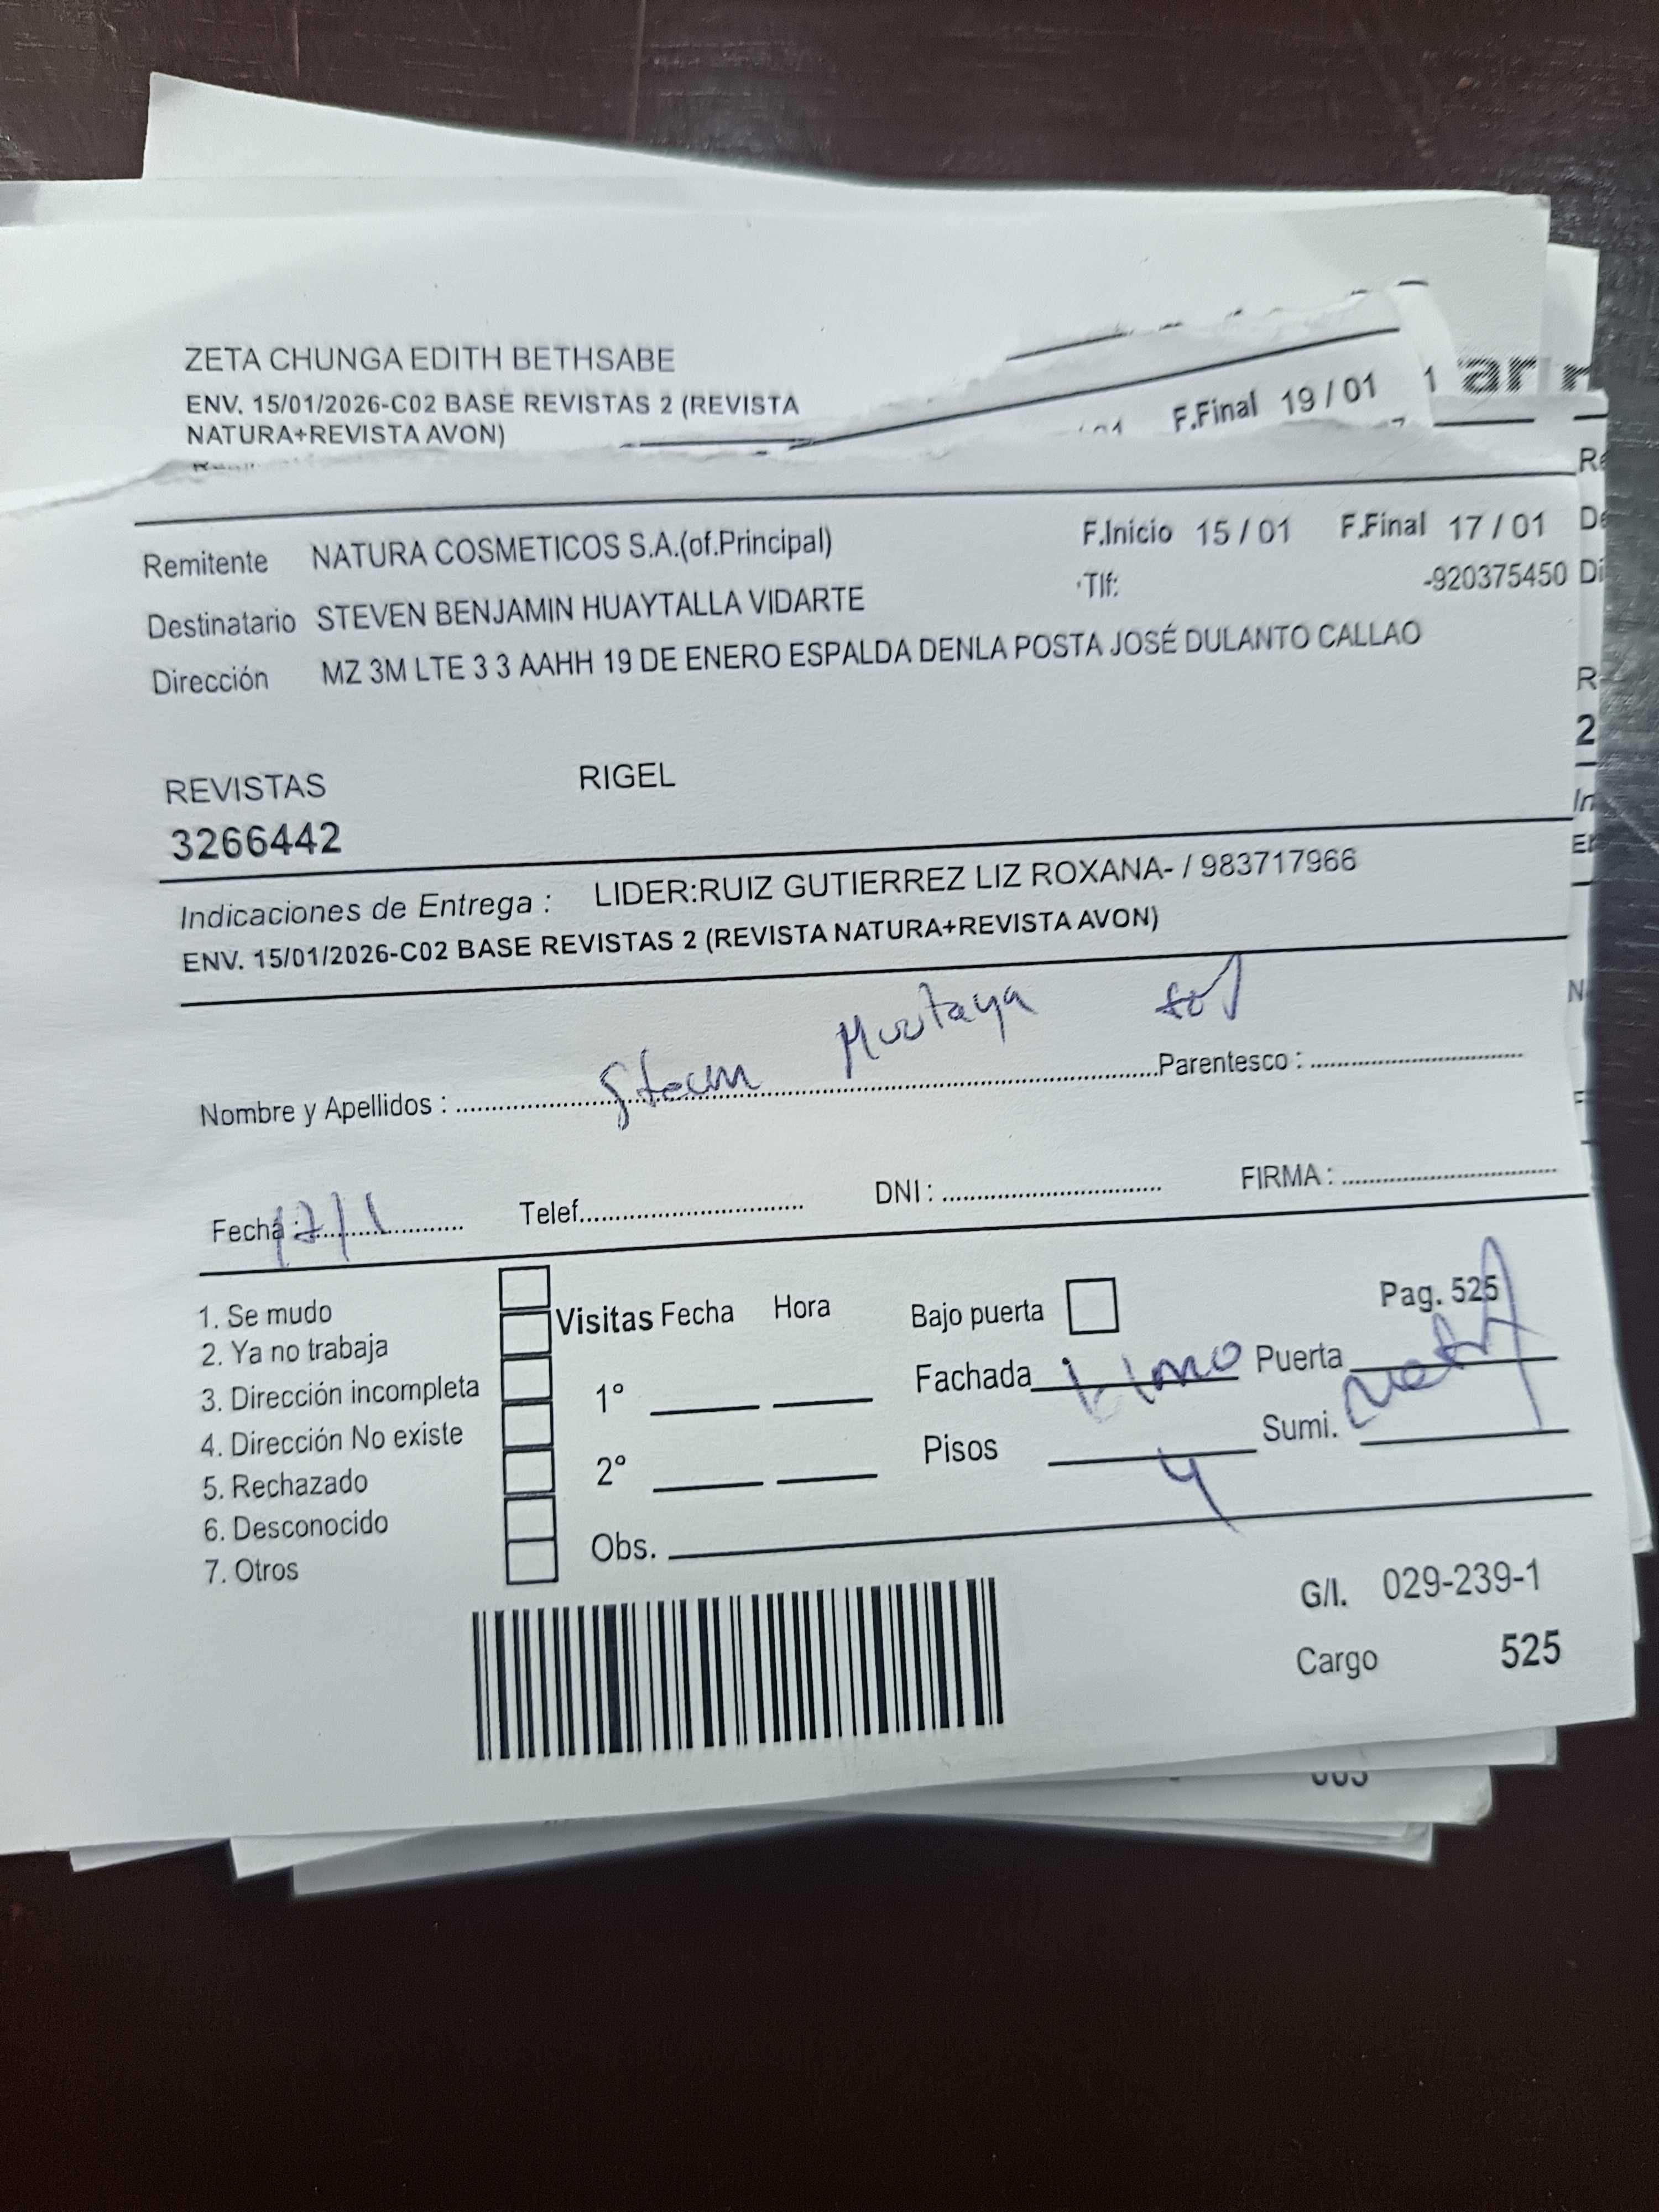 ZETA CHUNGA EDITH BETHSABE
ENV. 15/01/2026-C02 BASE REVISTAS 2 (REVISTA
NATURA+REVISTA AVON)
F.Final 19 / 01
Remitente NATURA COSMETICOS S.A.(of.Principal) F.Inicio 15 / 01 F.Final 17 / 01
Destinatario STEVEN BENJAMIN HUAYTALLA VIDARTE Tlf: -920375450
Dirección MZ 3M LTE 3 3 AAHH 19 DE ENERO ESPALDA DENLA POSTA JOSÉ DULANTO CALLAO
REVISTAS RIGEL
3266442
Indicaciones de Entrega : LIDER:RUIZ GUTIERREZ LIZ ROXANA- / 983717966
ENV. 15/01/2026-C02 BASE REVISTAS 2 (REVISTA NATURA+REVISTA AVON)
Nombre y Apellidos : Parentesco :
Fecha : 17/1 Telef. DNI : FIRMA :
1. Se mudo
2. Ya no trabaja
3. Dirección incompleta
4. Dirección No existe
5. Rechazado
6. Desconocido
7. Otros
Visitas Fecha Hora
1°
2°
Obs.
Bajo puerta Pag. 525
Fachada Puerta
Pisos 4 Sumi.
G/I. 029-239-1
Cargo 525